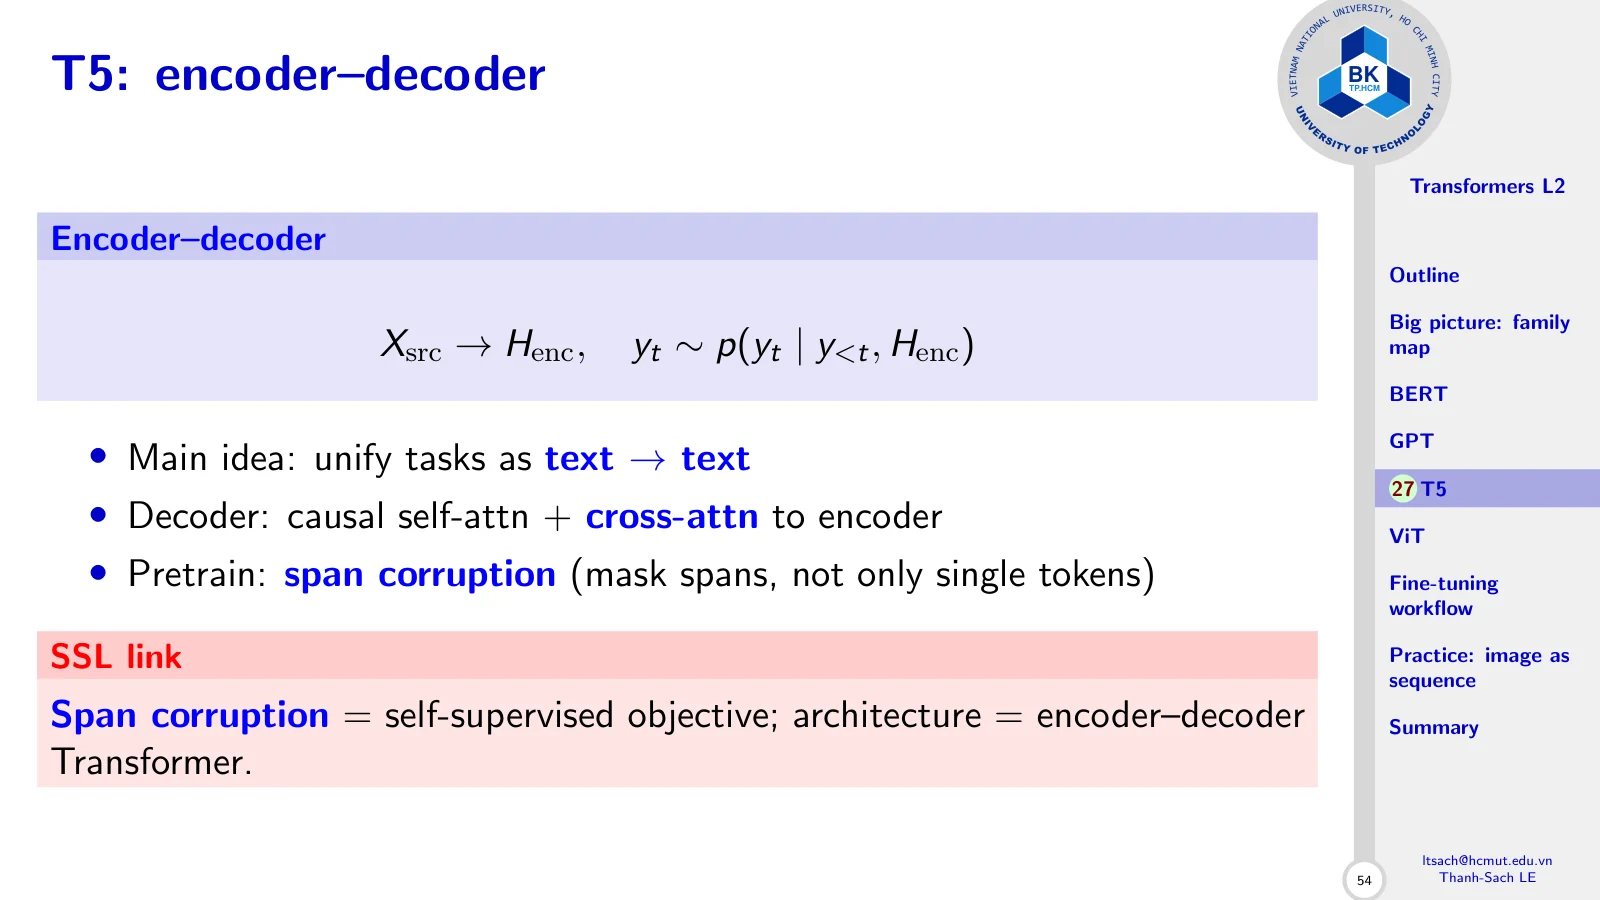 T5: encoder–decoder
Encoder–decoder
X_src → H_enc, y_t ∼ p(y_t | y_<t, H_enc)
• Main idea: unify tasks as text → text
• Decoder: causal self-attn + cross-attn to encoder
• Pretrain: span corruption (mask spans, not only single tokens)
SSL link
Span corruption = self-supervised objective; architecture = encoder–decoder
Transformer.
VIETNAM NATIONAL UNIVERSITY, HO CHI MINH CITY
BK
TP.HCM
UNIVERSITY OF TECHNOLOGY
Transformers L2
Outline
Big picture: family
map
BERT
GPT
27 T5
ViT
Fine-tuning
workflow
Practice: image as
sequence
Summary
ltsach@hcmut.edu.vn
Thanh-Sach LE
54